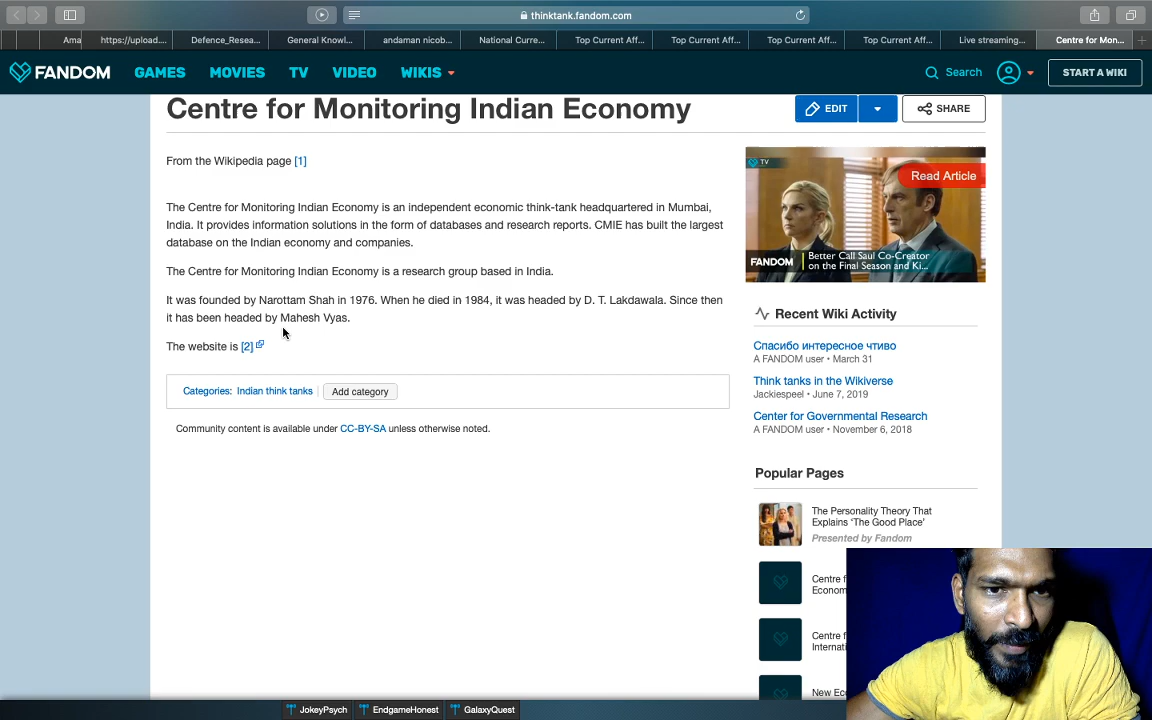 thinktank.fandom.com
Ama
https://upload....
Defence_Resea...
General Knowl...
andaman nicob...
National Curre...
Top Current Aff...
Top Current Aff...
Top Current Aff...
Top Current Aff...
Live streaming...
Centre for Mon...
FANDOM
GAMES
MOVIES
TV
VIDEO
WIKIS
Search
START A WIKI
Centre for Monitoring Indian Economy
EDIT
SHARE
From the Wikipedia page [1]
The Centre for Monitoring Indian Economy is an independent economic think-tank headquartered in Mumbai,
India. It provides information solutions in the form of databases and research reports. CMIE has built the largest
database on the Indian economy and companies.
The Centre for Monitoring Indian Economy is a research group based in India.
It was founded by Narottam Shah in 1976. When he died in 1984, it was headed by D. T. Lakdawala. Since then
it has been headed by Mahesh Vyas.
The website is [2]
Categories: Indian think tanks
Add category
Community content is available under CC-BY-SA unless otherwise noted.
TV
Read Article
FANDOM
Better Call Saul Co-Creator
on the Final Season and Ki...
Recent Wiki Activity
Спасибо интересное чтиво
A FANDOM user • March 31
Think tanks in the Wikiverse
Jackiespeel • June 7, 2019
Center for Governmental Research
A FANDOM user • November 6, 2018
Popular Pages
The Personality Theory That
Explains 'The Good Place'
Presented by Fandom
Centre f
Econom
Centre f
Internati
New Ec
JokeyPsych
EndgameHonest
GalaxyQuest